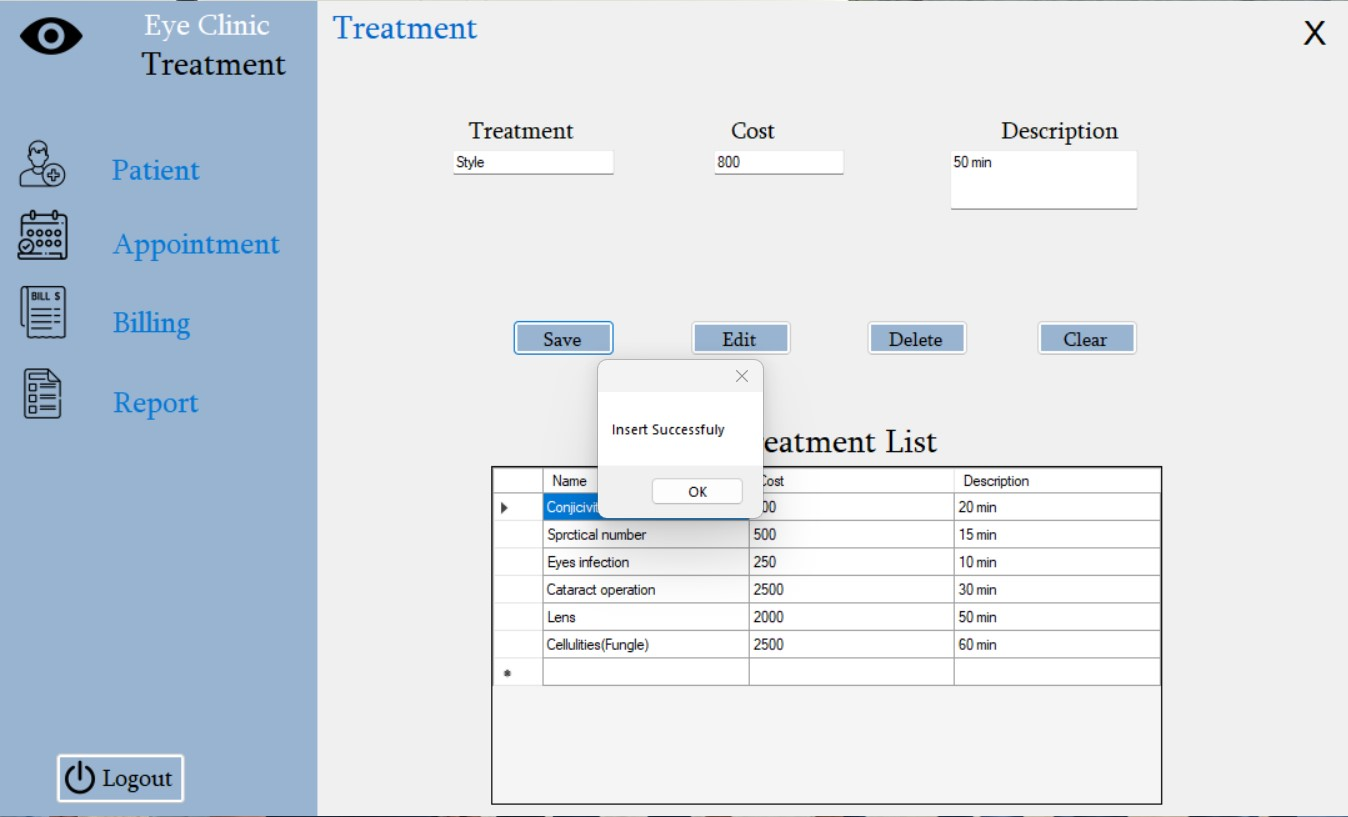 Eye Clinic
Treatment
Treatment
X
Patient
Appointment
BILL $
Billing
Report
Logout
Treatment Cost Description
Style 800 50 min
Save Edit Delete Clear
Insert Successfuly
OK
eatment List
Name Cost Description
Conjicivit 00 20 min
Sprctical number 500 15 min
Eyes infection 250 10 min
Cataract operation 2500 30 min
Lens 2000 50 min
Cellulities(Fungle) 2500 60 min